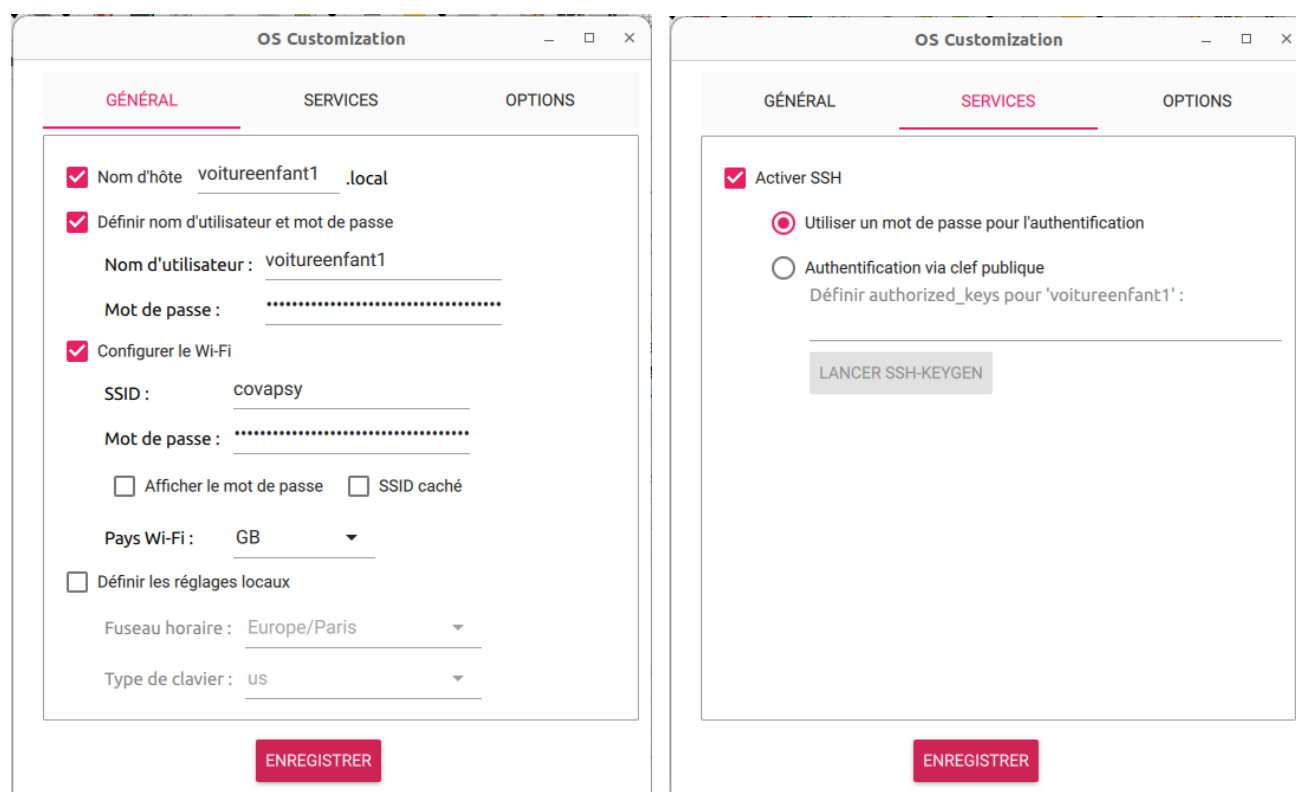 OS Customization
GÉNÉRAL SERVICES OPTIONS
Nom d'hôte voitureenfant1 .local
Définir nom d'utilisateur et mot de passe
Nom d'utilisateur : voitureenfant1
Mot de passe : •••••••••••••••••••••••••••••••••••••
Configurer le Wi-Fi
SSID : covapsy
Mot de passe : •••••••••••••••••••••••••••••••••••••
Afficher le mot de passe SSID caché
Pays Wi-Fi : GB
Définir les réglages locaux
Fuseau horaire : Europe/Paris
Type de clavier : us
ENREGISTRER
OS Customization
GÉNÉRAL SERVICES OPTIONS
Activer SSH
Utiliser un mot de passe pour l'authentification
Authentification via clef publique
Définir authorized_keys pour 'voitureenfant1' :
LANCER SSH-KEYGEN
ENREGISTRER